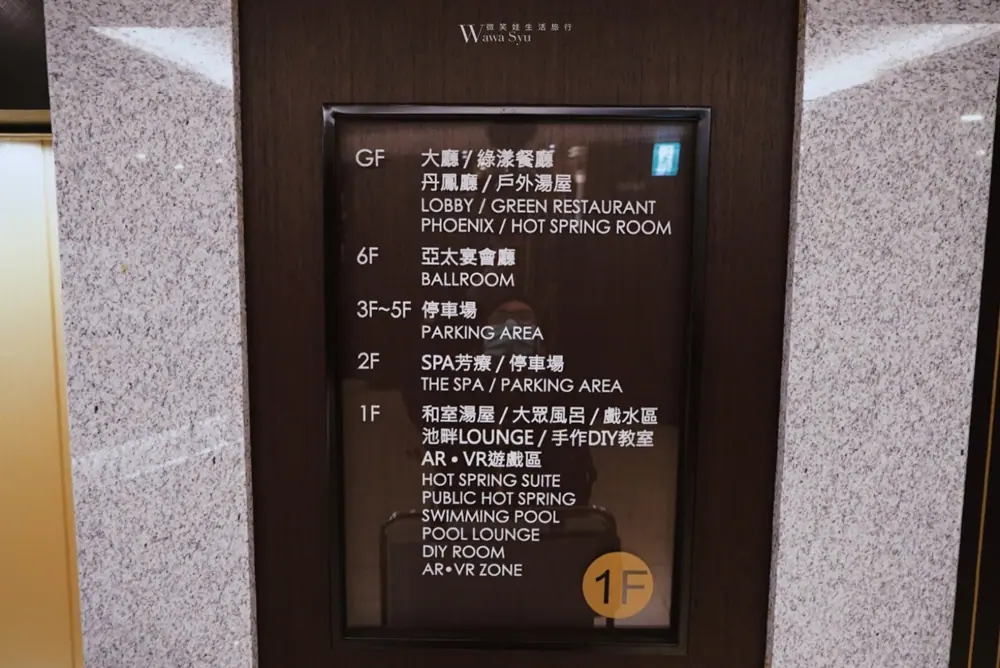 微笑娃生活旅行
Wawa Syu
GF 大廳 / 綠漾餐廳
丹鳳廳 / 戶外湯屋
LOBBY / GREEN RESTAURANT
PHOENIX / HOT SPRING ROOM
6F 亞太宴會廳
BALLROOM
3F~5F 停車場
PARKING AREA
2F SPA芳療 / 停車場
THE SPA / PARKING AREA
1F 和室湯屋 / 大眾風呂 / 戲水區
池畔LOUNGE / 手作DIY教室
AR•VR遊戲區
HOT SPRING SUITE
PUBLIC HOT SPRING
SWIMMING POOL
POOL LOUNGE
DIY ROOM
AR•VR ZONE
1F